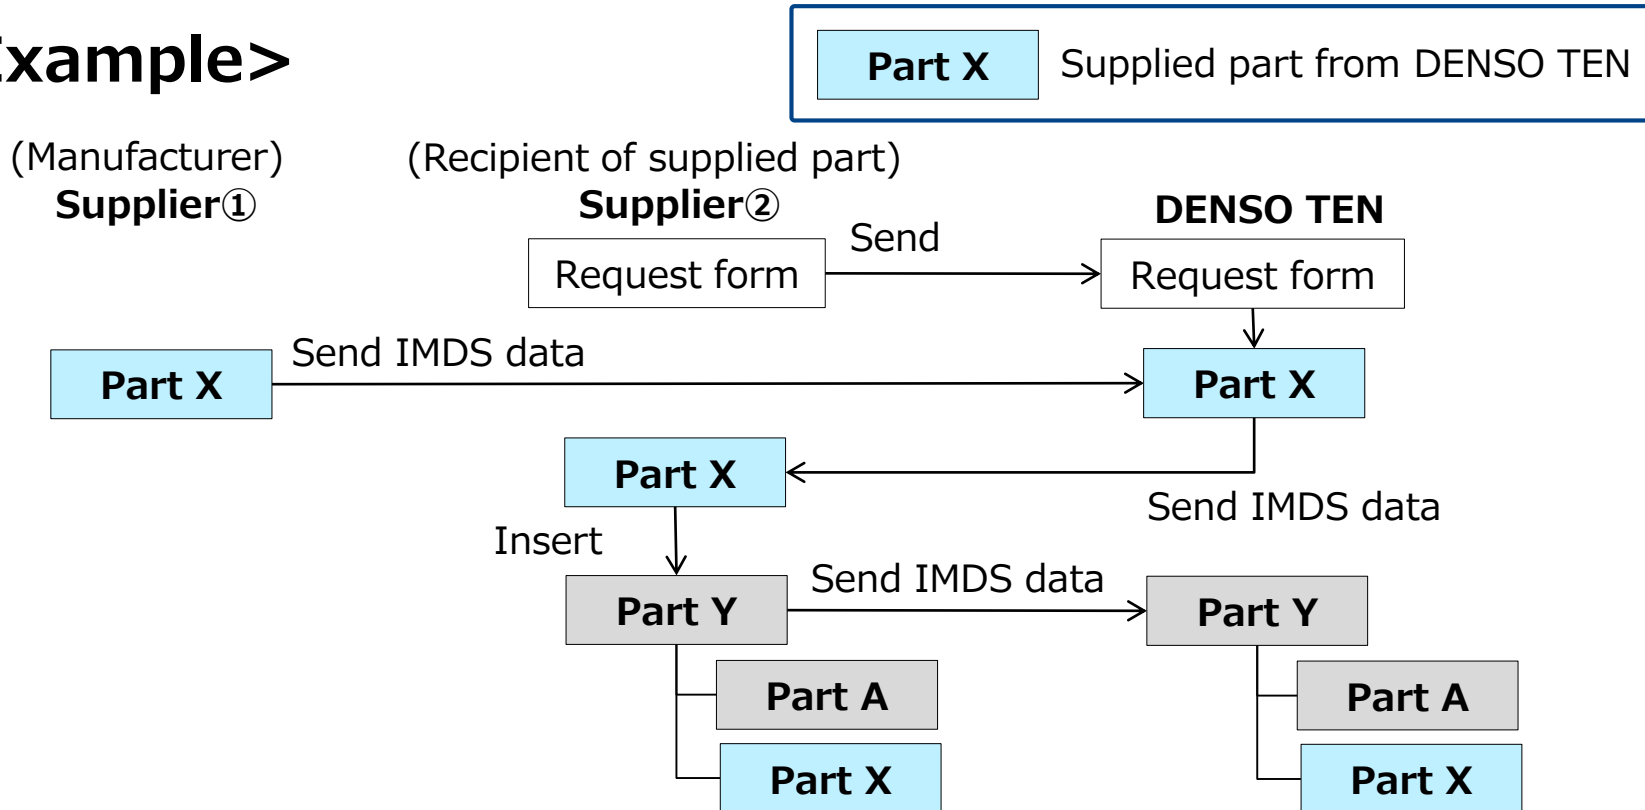 Example>
Part X Supplied part from DENSO TEN
(Manufacturer)
Supplier①
(Recipient of supplied part)
Supplier②
DENSO TEN
Request form
Send
Request form
Part X
Send IMDS data
Part X
Part X
Send IMDS data
Insert
Part Y
Send IMDS data
Part Y
Part A
Part A
Part X
Part X